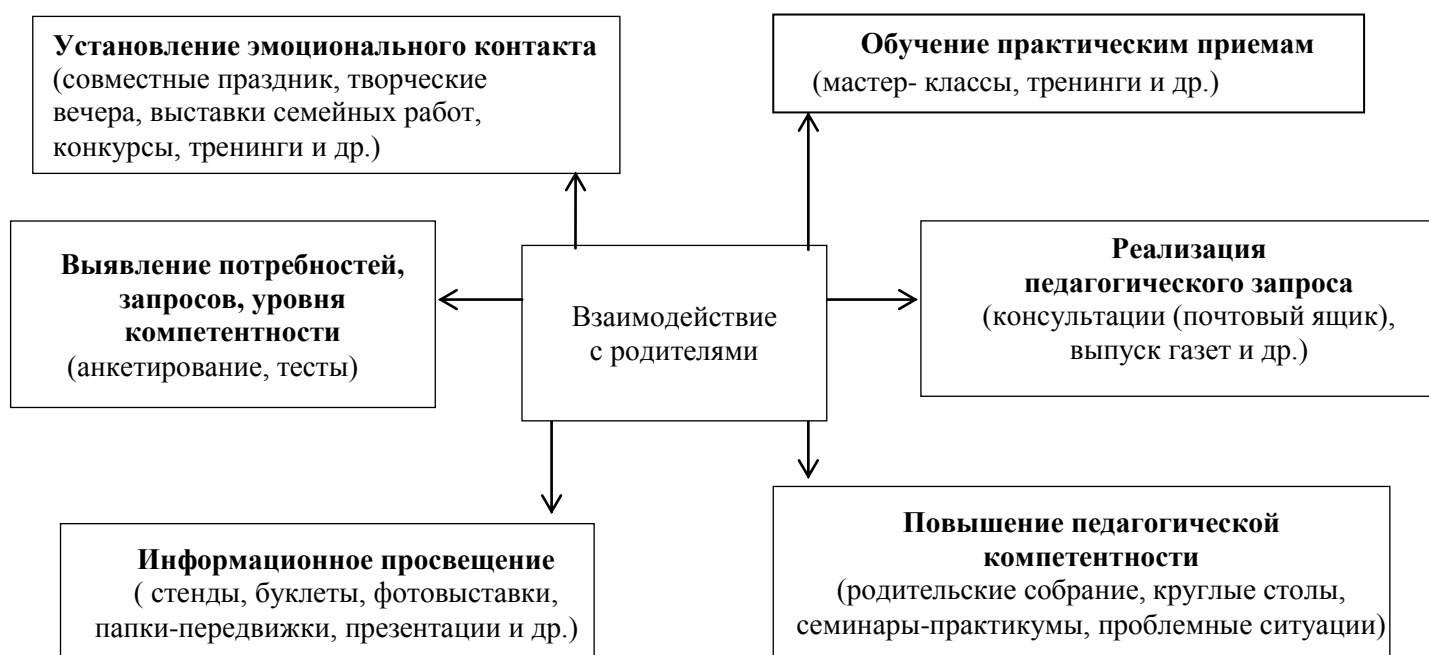 Установление эмоционального контакта
(совместные праздник, творческие
вечера, выставки семейных работ,
конкурсы, тренинги и др.)
Обучение практическим приемам
(мастер- классы, тренинги и др.)
Выявление потребностей,
запросов, уровня
компетентности
(анкетирование, тесты)
Взаимодействие
с родителями
Реализация
педагогического запроса
(консультации (почтовый ящик),
выпуск газет и др.)
Информационное просвещение
( стенды, буклеты, фотовыставки,
папки-передвижки, презентации и др.)
Повышение педагогической
компетентности
(родительские собрание, круглые столы,
семинары-практикумы, проблемные ситуации)